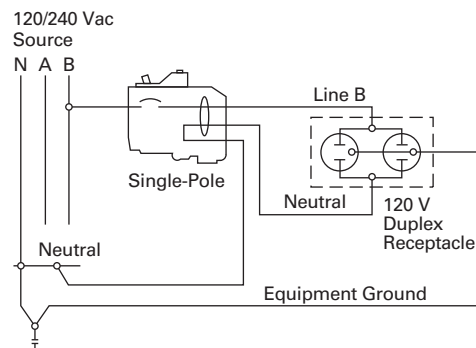 120/240 Vac
Source
N A B
Line B
Single-Pole
Neutral
120 V
Duplex
Receptacle
Neutral
Equipment Ground